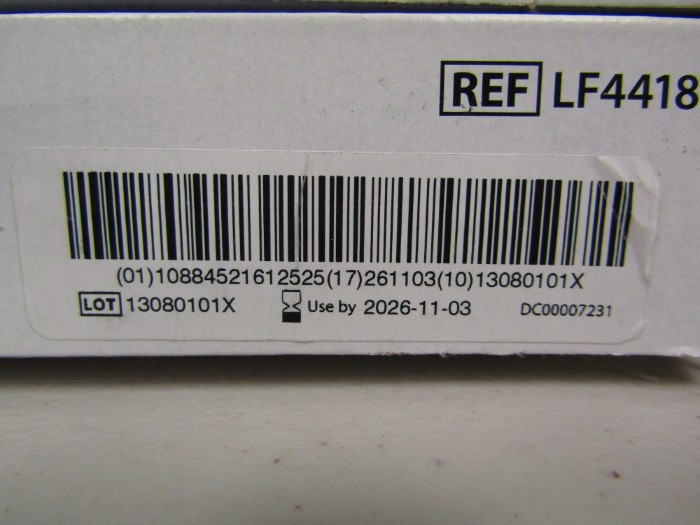 REF LF4418
(01)10884521612525(17)261103(10)13080101X
LOT 13080101X Use by 2026-11-03 DC00007231